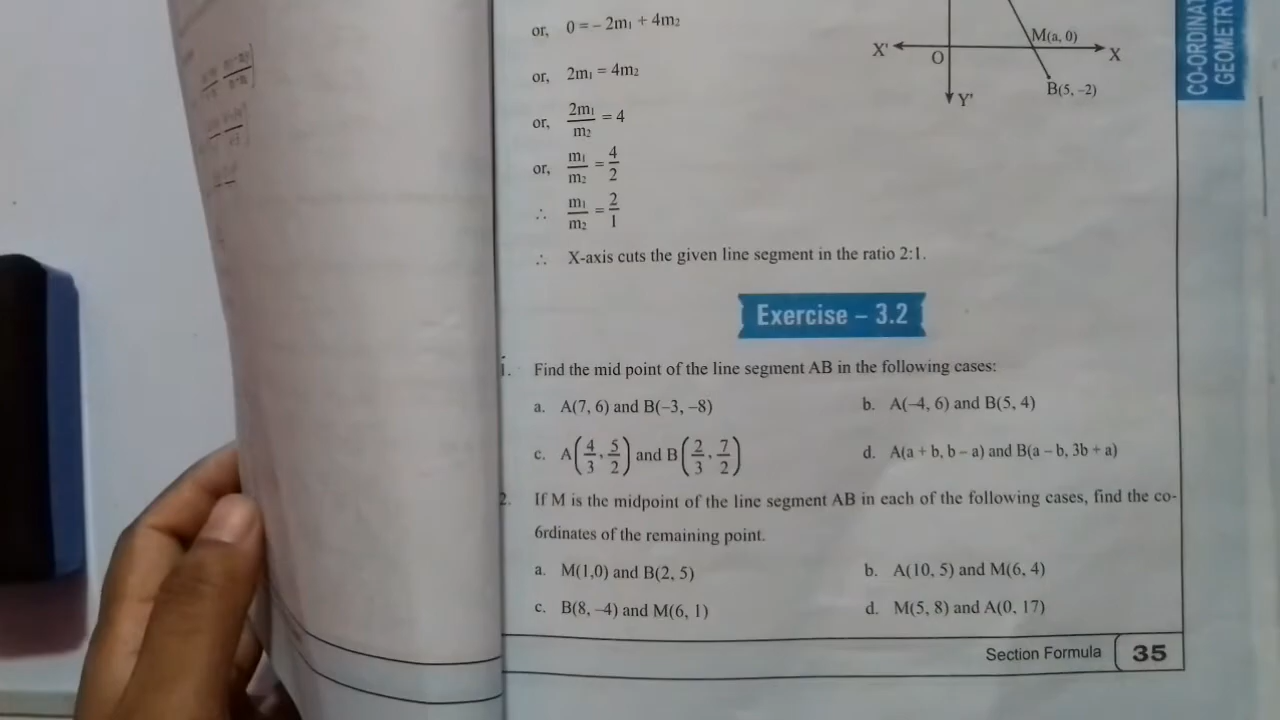 or, 0 = – 2m₁ + 4m₂
or, 2m₁ = 4m₂
or, 2m₁/m₂ = 4
or, m₁/m₂ = 4/2
∴ m₁/m₂ = 2/1
∴ X-axis cuts the given line segment in the ratio 2:1.
X' O M(a, 0) X
B(5, –2)
Y'
CO-ORDINAT
GEOMETRY
Exercise – 3.2
1. Find the mid point of the line segment AB in the following cases:
a. A(7, 6) and B(–3, –8) b. A(–4, 6) and B(5, 4)
c. A(4/3, 5/2) and B(2/3, 7/2) d. A(a + b, b – a) and B(a – b, 3b + a)
2. If M is the midpoint of the line segment AB in each of the following cases, find the co-
6rdinates of the remaining point.
a. M(1,0) and B(2, 5) b. A(10, 5) and M(6, 4)
c. B(8, –4) and M(6, 1) d. M(5, 8) and A(0, 17)
Section Formula 35